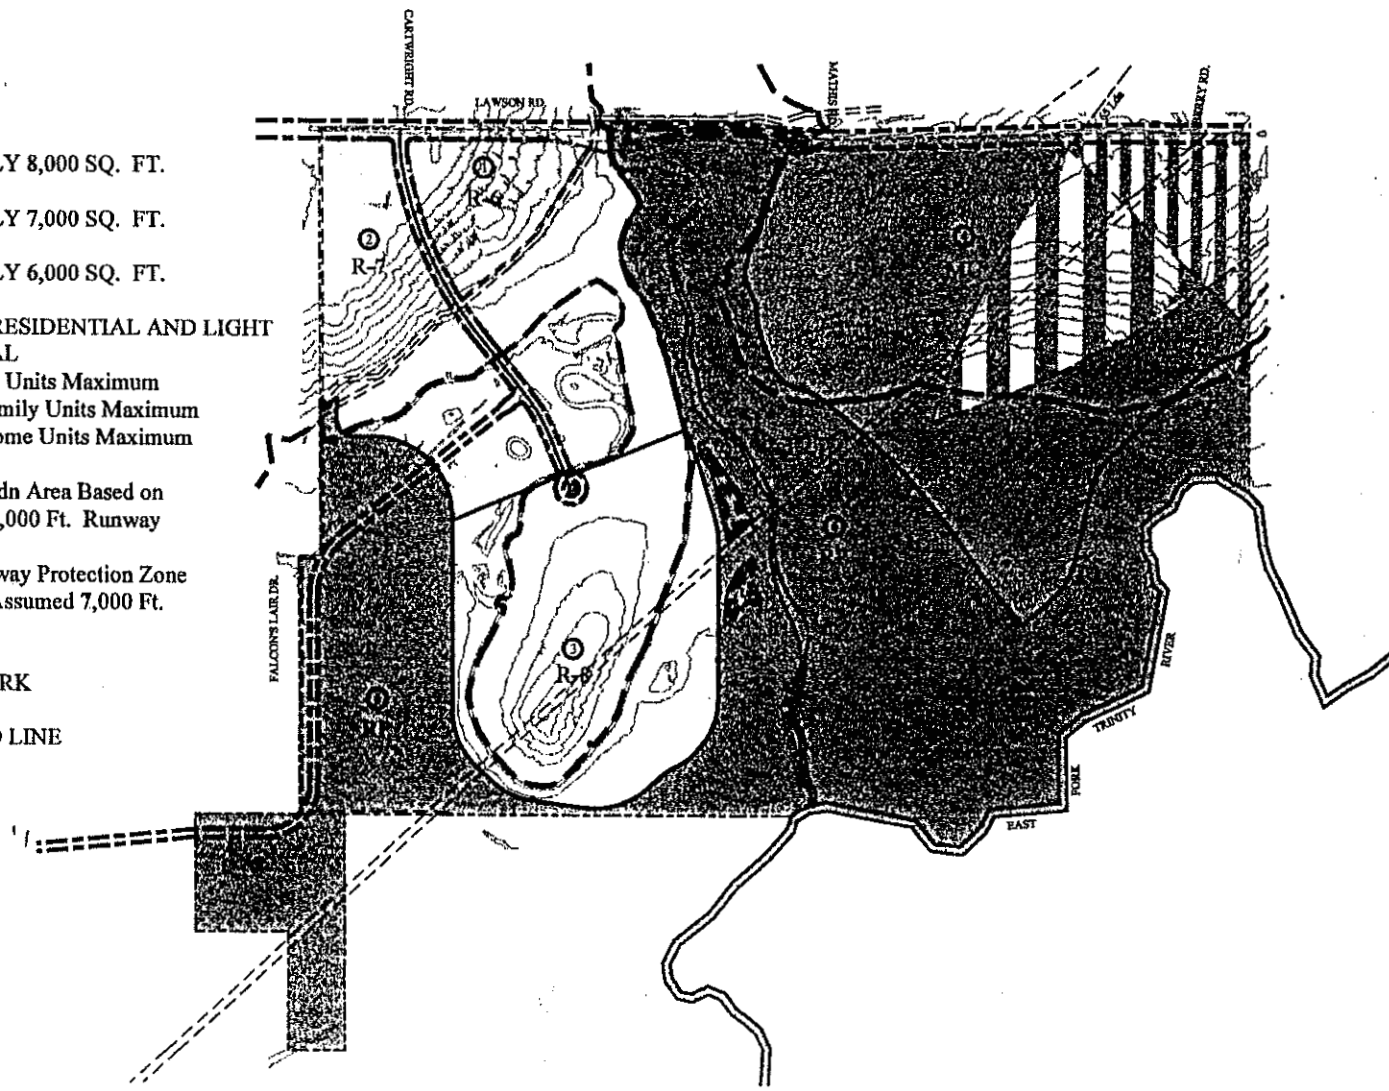 CARTWRIGHT RD.
LAWSON RD.
MATHIS RD.
LY 8,000 SQ. FT.
LY 7,000 SQ. FT.
LY 6,000 SQ. FT.
RESIDENTIAL AND LIGHT
AL
Units Maximum
mily Units Maximum
ome Units Maximum
dn Area Based on
,000 Ft. Runway
way Protection Zone
Assumed 7,000 Ft.
RK
LINE
1
2
R-7
3
R-8
FALCON'S LAIR DR.
RIVER
TRINITY
FORK
EAST